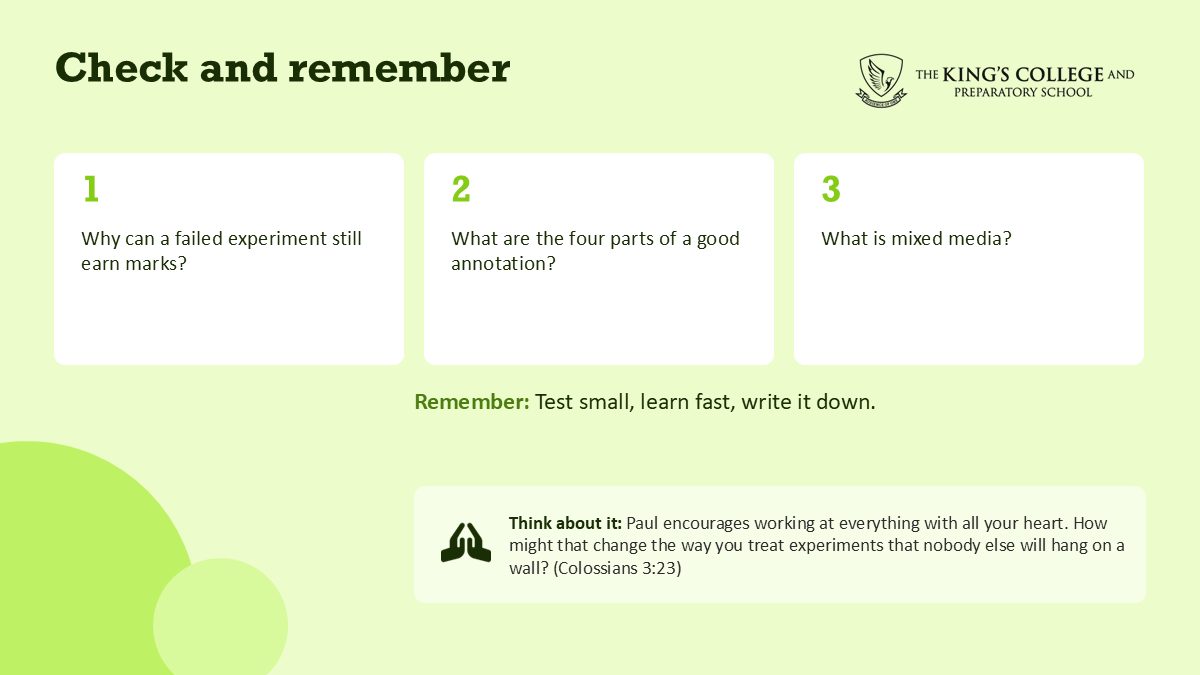 Check and remember
THE KING'S COLLEGE AND
PREPARATORY SCHOOL
1
Why can a failed experiment still
earn marks?
2
What are the four parts of a good
annotation?
3
What is mixed media?
Remember: Test small, learn fast, write it down.
Think about it: Paul encourages working at everything with all your heart. How
might that change the way you treat experiments that nobody else will hang on a
wall? (Colossians 3:23)